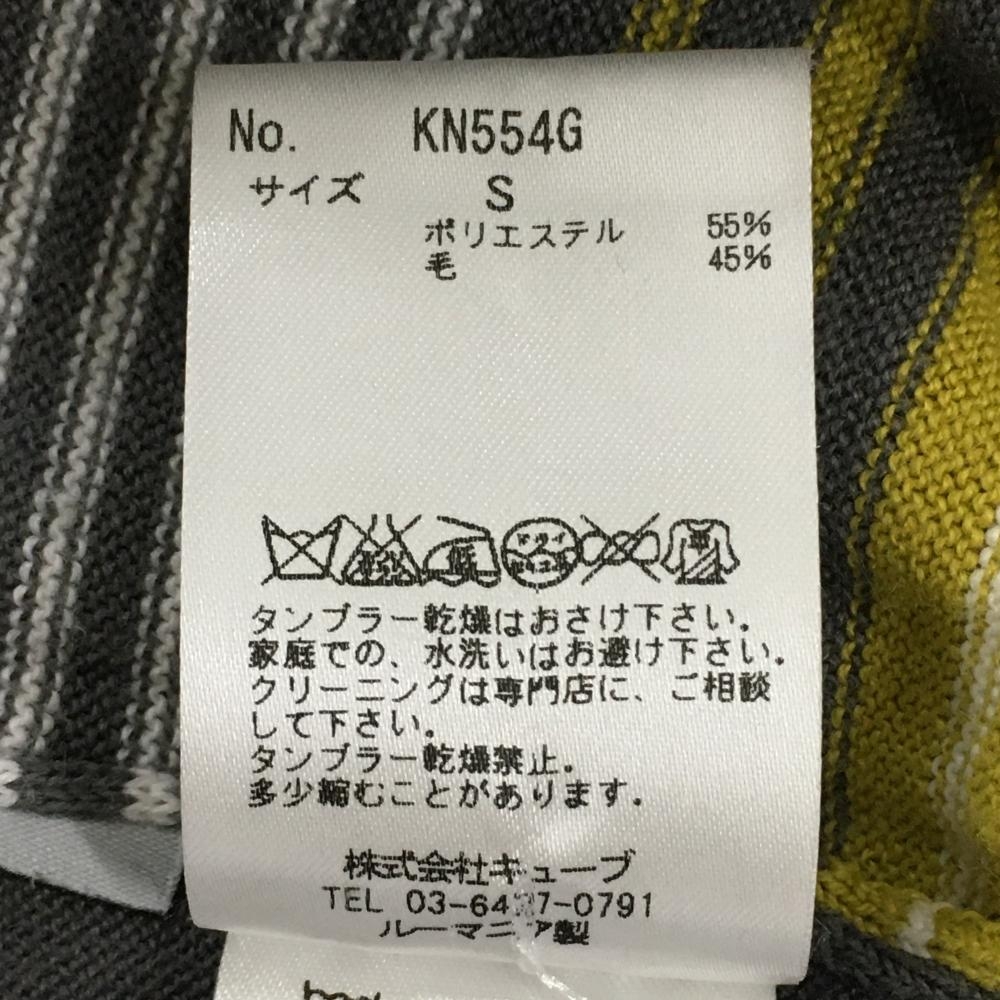 No. KN554G
サイズ S
ポリエステル 55%
毛 45%
タンブラー乾燥はおさけ下さい。
家庭での、水洗いはお避け下さい。
クリーニングは専門店に、ご相談
して下さい。
タンブラー乾燥禁止。
多少縮むことがあります。
株式会社キューブ
TEL
ルーマニア製